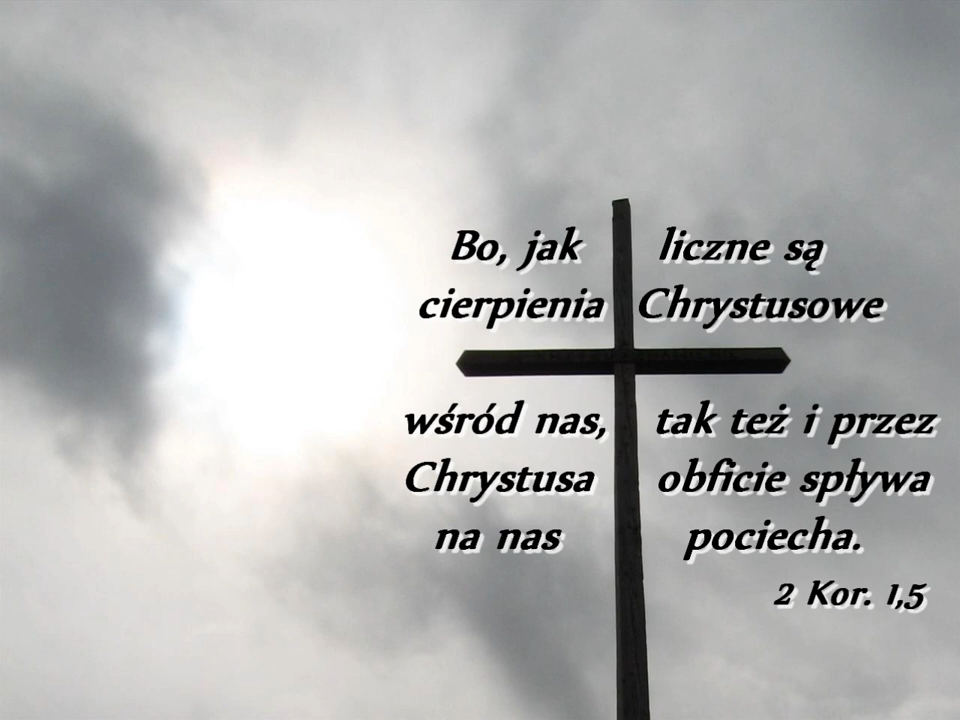 Bo, jak liczne są
cierpienia Chrystusowe
wśród nas, tak też i przez
Chrystusa obficie spływa
na nas pociecha.
2 Kor. 1,5